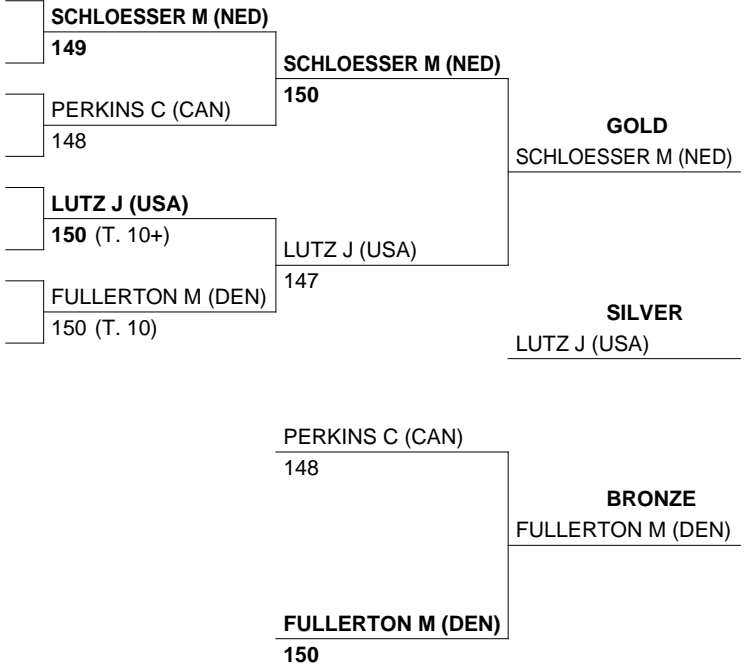 SCHLOESSER M (NED)
149
SCHLOESSER M (NED)
150
PERKINS C (CAN)
148
GOLD
SCHLOESSER M (NED)
LUTZ J (USA)
150 (T. 10+)
LUTZ J (USA)
147
FULLERTON M (DEN)
150 (T. 10)
SILVER
LUTZ J (USA)
PERKINS C (CAN)
148
BRONZE
FULLERTON M (DEN)
FULLERTON M (DEN)
150